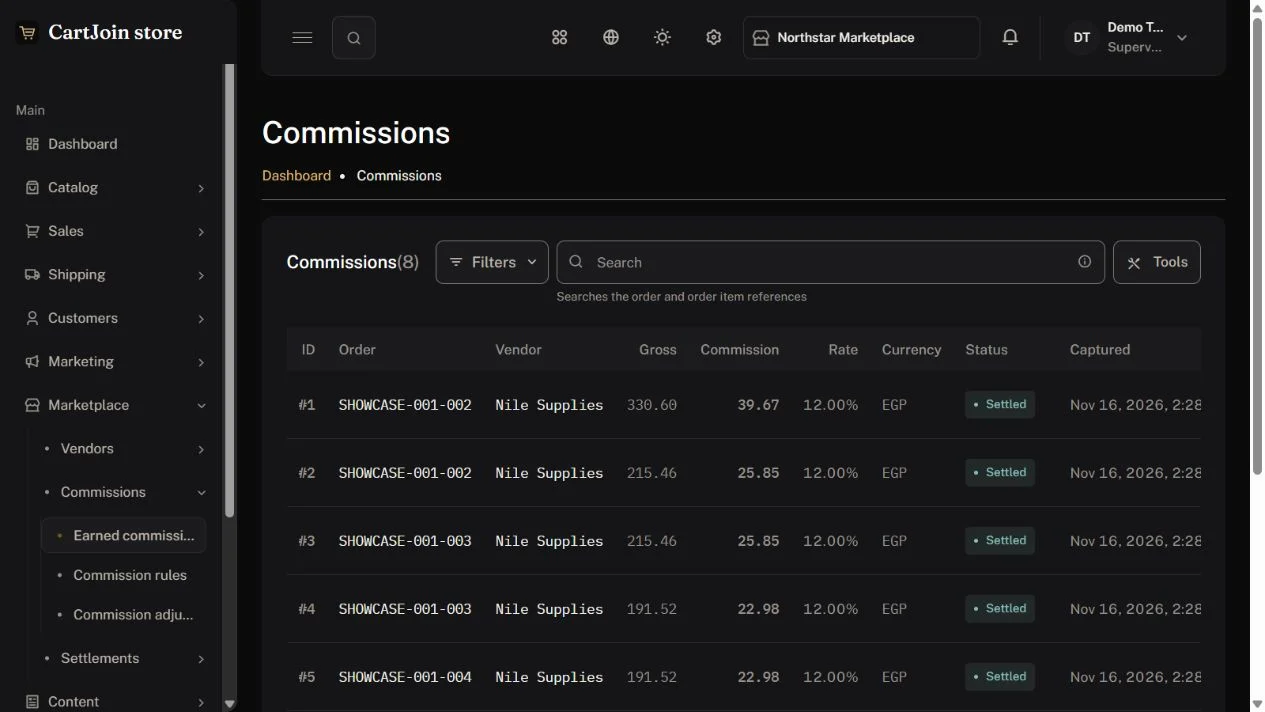 CartJoin store
Northstar Marketplace
DT
Demo T...
Superv...
Main
Dashboard
Catalog
Sales
Shipping
Customers
Marketing
Marketplace
Vendors
Commissions
Earned commissi...
Commission rules
Commission adju...
Settlements
Content
Commissions
Dashboard • Commissions
Commissions(8)
Filters
Search
Tools
Searches the order and order item references
ID Order Vendor Gross Commission Rate Currency Status Captured
#1 SHOWCASE-001-002 Nile Supplies 330.60 39.67 12.00% EGP • Settled Nov 16, 2026, 2:28
#2 SHOWCASE-001-002 Nile Supplies 215.46 25.85 12.00% EGP • Settled Nov 16, 2026, 2:28
#3 SHOWCASE-001-003 Nile Supplies 215.46 25.85 12.00% EGP • Settled Nov 16, 2026, 2:28
#4 SHOWCASE-001-003 Nile Supplies 191.52 22.98 12.00% EGP • Settled Nov 16, 2026, 2:28
#5 SHOWCASE-001-004 Nile Supplies 191.52 22.98 12.00% EGP • Settled Nov 16, 2026, 2:28